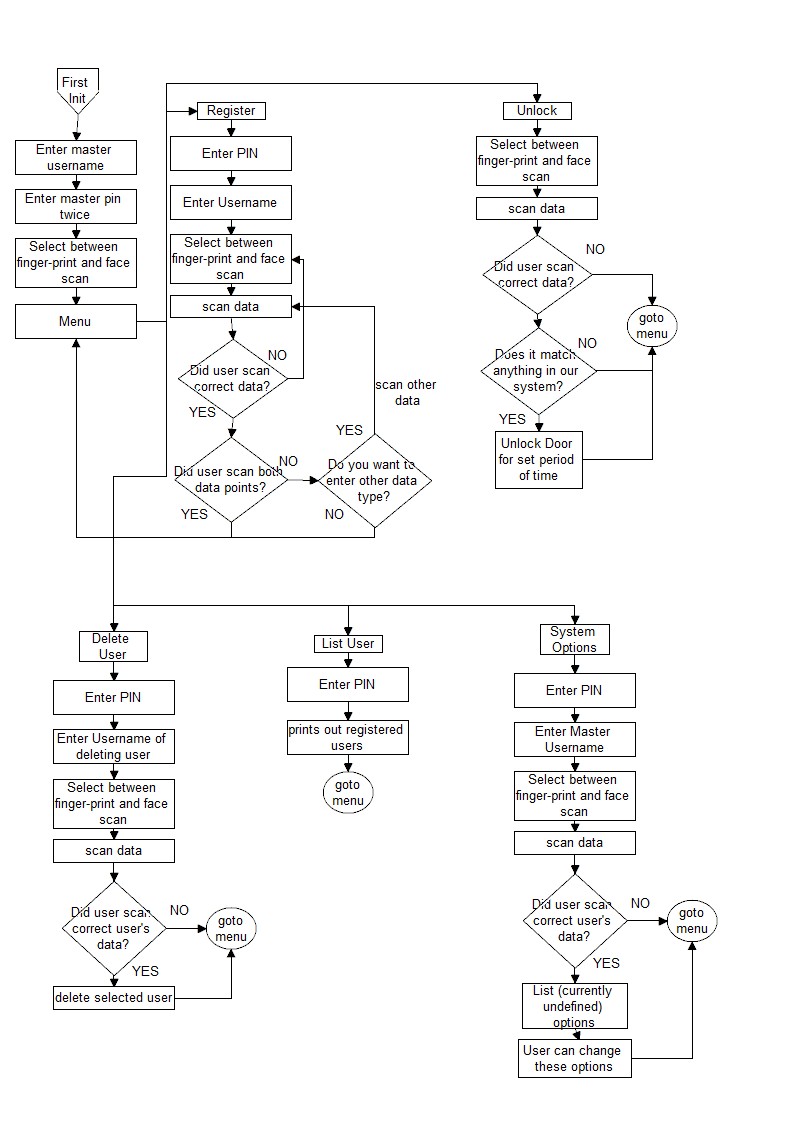 First
Init
Enter master
username
Enter master pin
twice
Select between
finger-print and face
scan
Menu
Register
Enter PIN
Enter Username
Select between
finger-print and face
scan
scan data
Did user scan
correct data?
NO
YES
Did user scan both
data points?
NO
YES
Do you want to
enter other data
type?
YES
NO
scan other
data
Unlock
Select between
finger-print and face
scan
scan data
Did user scan
correct data?
NO
goto
menu
Does it match
anything in our
system?
NO
YES
Unlock Door
for set period
of time
Delete
User
Enter PIN
Enter Username of
deleting user
Select between
finger-print and face
scan
scan data
Did user scan
correct user's
data?
NO
goto
menu
YES
delete selected user
List User
Enter PIN
prints out registered
users
goto
menu
System
Options
Enter PIN
Enter Master
Username
Select between
finger-print and face
scan
scan data
Did user scan
correct user's
data?
NO
goto
menu
YES
List (currently
undefined)
options
User can change
these options